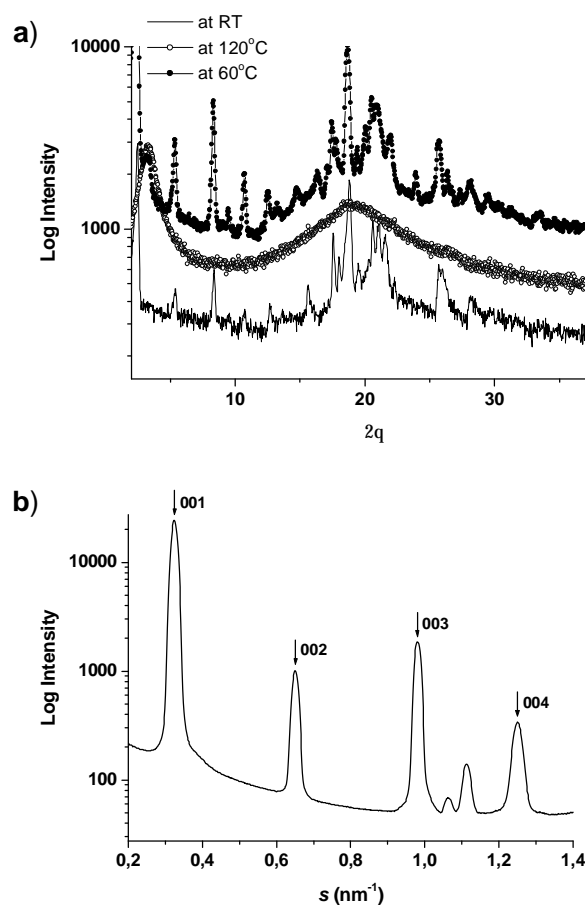 a)
at RT
at 120°C
at 60°C
10000
1000
Log Intensity
10 20 30
2q
b)
001
002
003
004
10000
1000
100
Log Intensity
0,2 0,4 0,6 0,8 1,0 1,2 1,4
s (nm⁻¹)